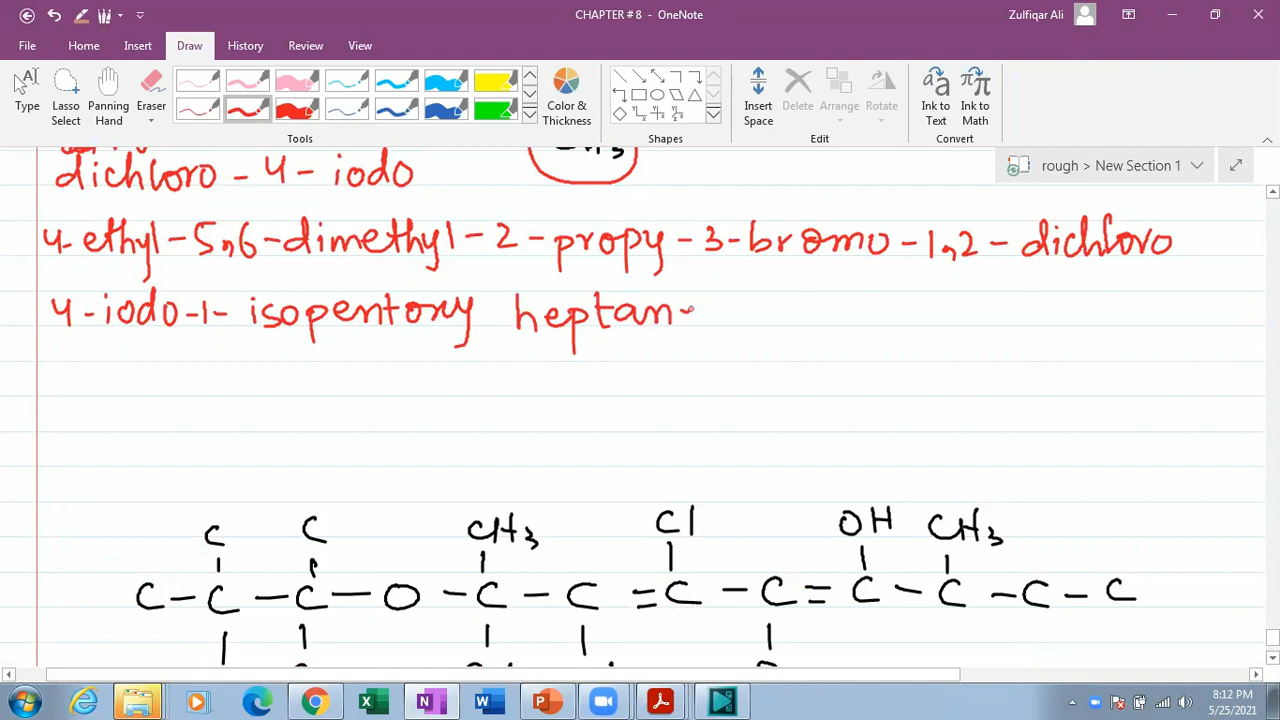 CHAPTER # 8 - OneNote
Zulfiqar Ali
File Home Insert Draw History Review View
Type
Lasso Select
Panning Hand
Eraser
Color & Thickness
Insert Space
Delete
Arrange
Rotate
Ink to Text
Ink to Math
Tools
Shapes
Edit
Convert
rough > New Section 1
CH3
dichloro - 4 - iodo
4-ethyl-5,6-dimethyl-2-propy-3-bromo-1,2-dichloro
4-iodo-1-isopentoxy heptan-
C C CH3 Cl OH CH3
C - C - C - O - C - C = C - C = C - C - C - C
8:12 PM
5/25/2021